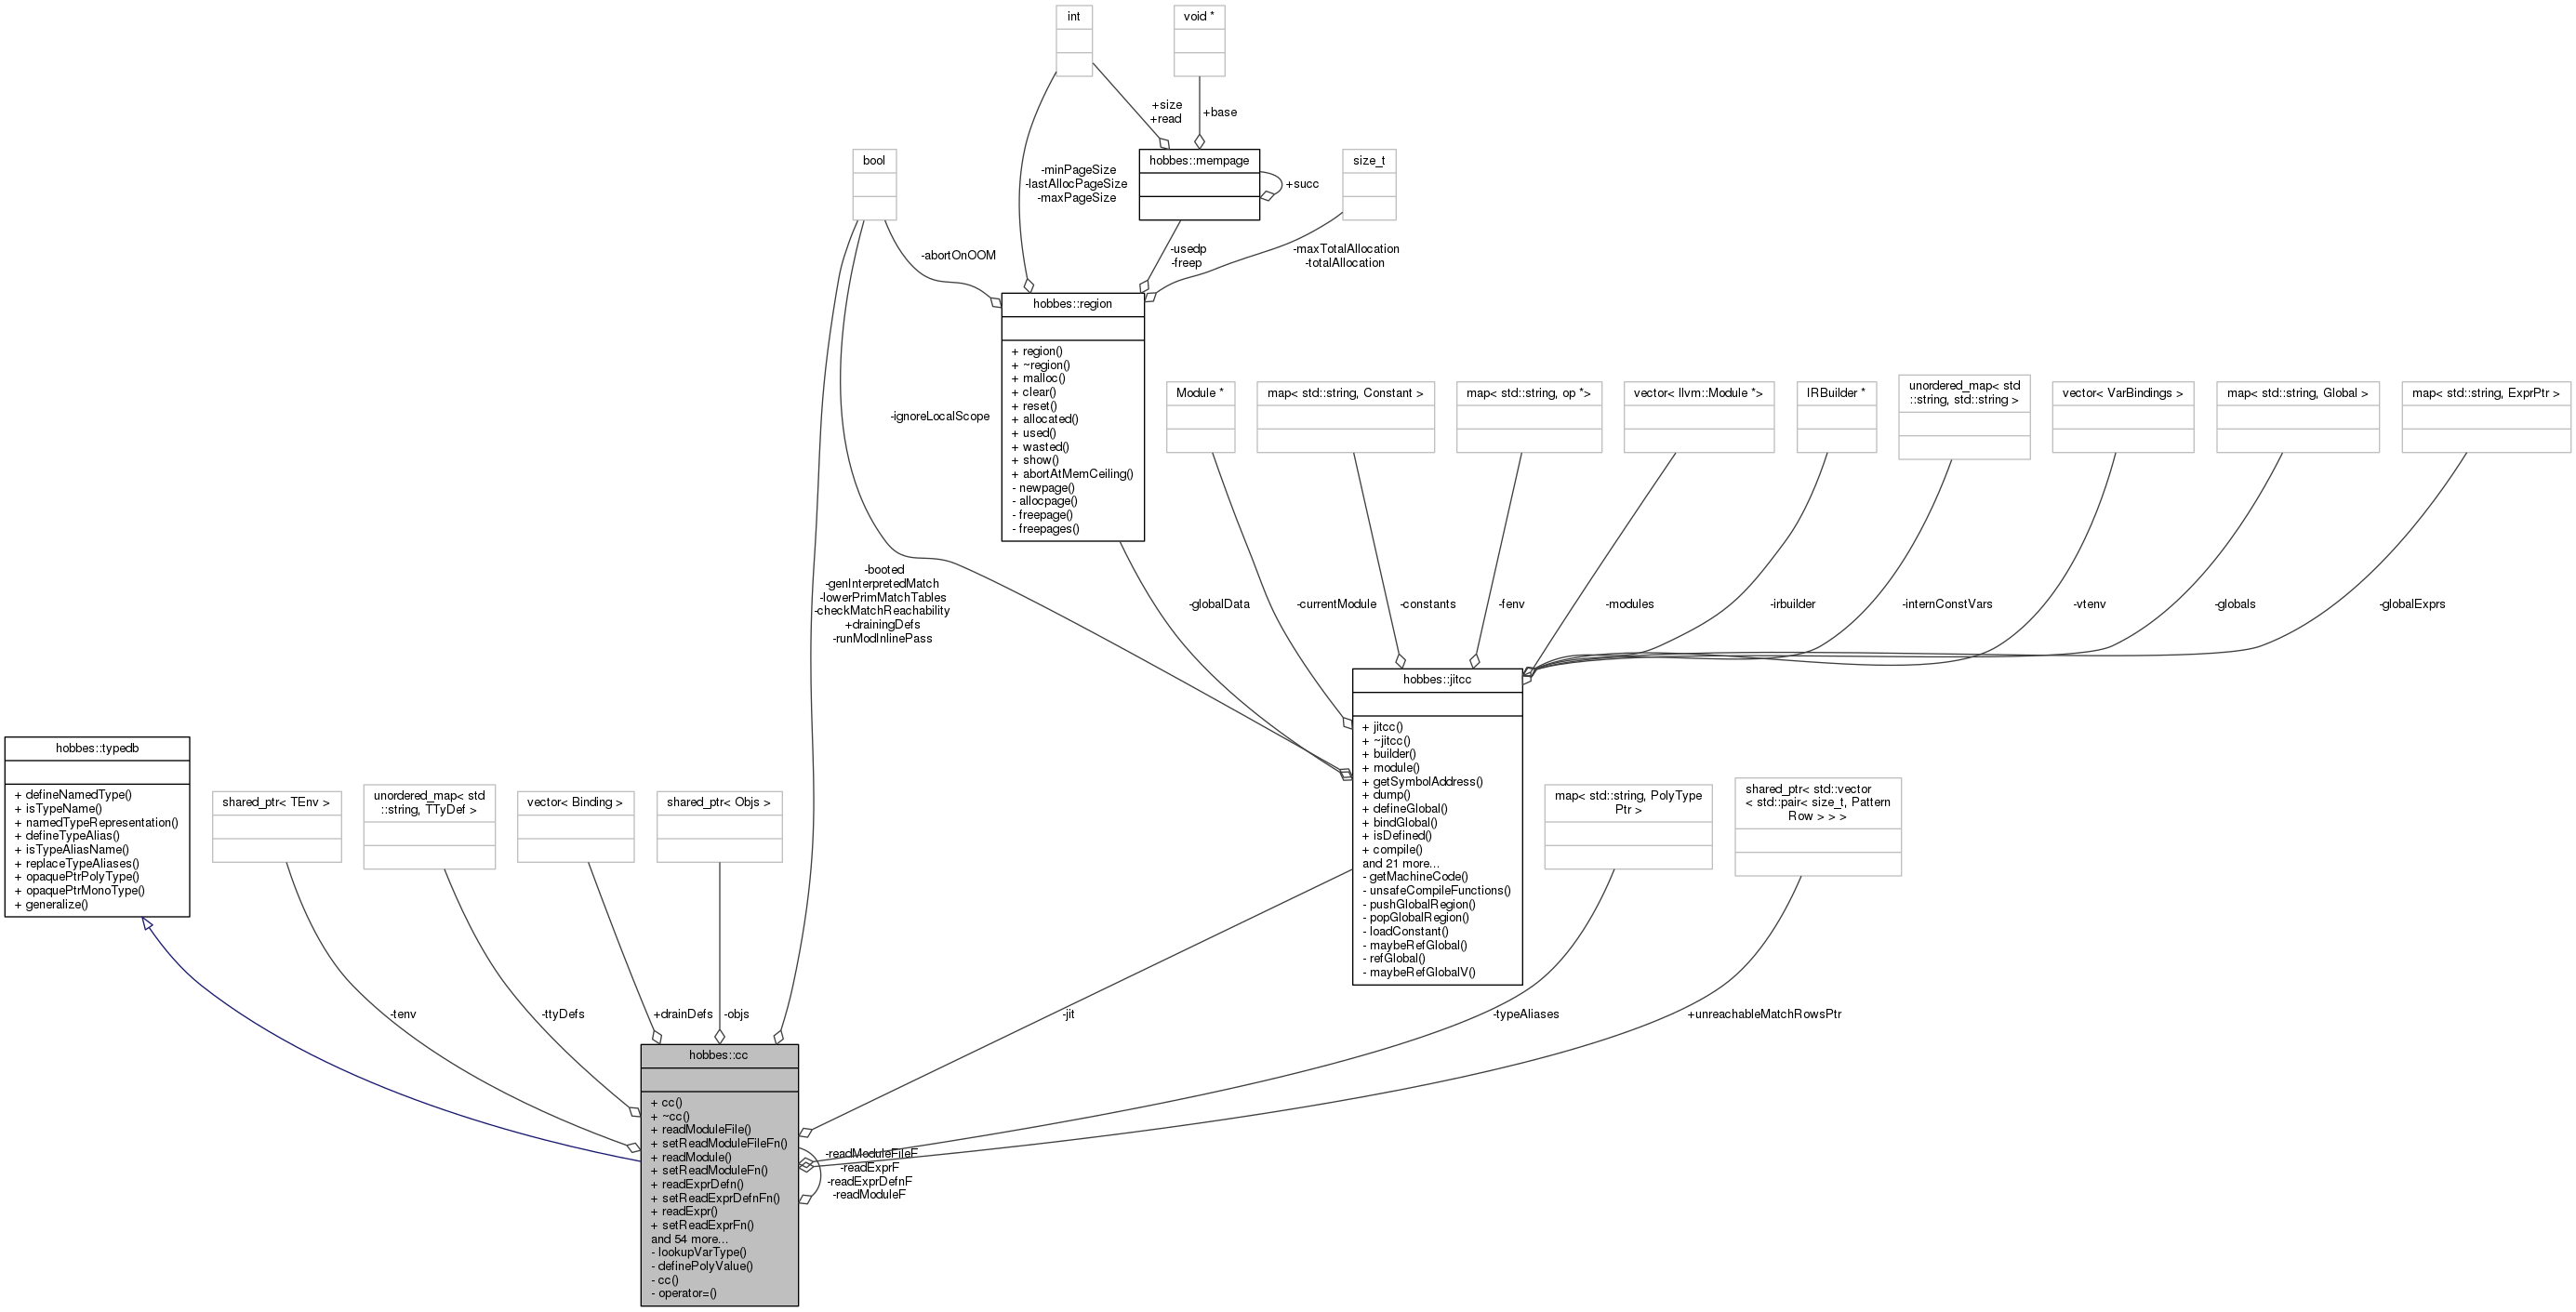 int
void *
+size
+read
+base
bool
hobbes::mempage
size_t
+succ
-minPageSize
-lastAllocPageSize
-maxPageSize
-abortOnOOM
-usedp
-freep
-maxTotalAllocation
-totalAllocation
hobbes::region
+ region()
+ ~region()
+ malloc()
+ clear()
+ reset()
+ allocated()
+ used()
+ wasted()
+ show()
+ abortAtMemCeiling()
- newpage()
- allocpage()
- freepage()
- freepages()
-ignoreLocalScope
Module *
map< std::string, Constant >
map< std::string, op *>
vector< llvm::Module *>
IRBuilder *
unordered_map< std
::string, std::string >
vector< VarBindings >
map< std::string, Global >
map< std::string, ExprPtr >
-booted
-genInterpretedMatch
-lowerPrimMatchTables
-checkMatchReachability
+drainingDefs
-runModInlinePass
-globalData
-currentModule
-constants
-fenv
-modules
-irbuilder
-internConstVars
-vtenv
-globals
-globalExprs
hobbes::jitcc
+ jitcc()
+ ~jitcc()
+ builder()
+ module()
+ getSymbolAddress()
+ dump()
+ defineGlobal()
+ bindGlobal()
+ isDefined()
+ compile()
and 21 more...
- getMachineCode()
- unsafeCompileFunctions()
- pushGlobalRegion()
- popGlobalRegion()
- loadConstant()
- maybeRefGlobal()
- refGlobal()
- maybeRefGlobalV()
hobbes::typedb
+ defineNamedType()
+ isTypeName()
+ namedTypeRepresentation()
+ defineTypeAlias()
+ isTypeAliasName()
+ replaceTypeAliases()
+ opaquePtrPolyType()
+ opaquePtrMonoType()
+ generalize()
shared_ptr< TEnv >
unordered_map< std
::string, TTyDef >
vector< Binding >
shared_ptr< Objs >
map< std::string, PolyType
Ptr >
shared_ptr< std::vector
< std::pair< size_t, Pattern
Row > > >
-tenv
-ttyDefs
+drainDefs
-objs
-jit
-typeAliases
+unreachableMatchRowsPtr
hobbes::cc
+ cc()
+ ~cc()
+ readModuleFile()
+ setReadModuleFileFn()
+ readModule()
+ setReadModuleFn()
+ readExprDefn()
+ setReadExprDefnFn()
+ readExpr()
+ setReadExprFn()
and 54 more...
- lookupVarType()
- definePolyValue()
- cc()
- operator=()
-readModuleFileF
-readExprF
-readExprDefnF
-readModuleF